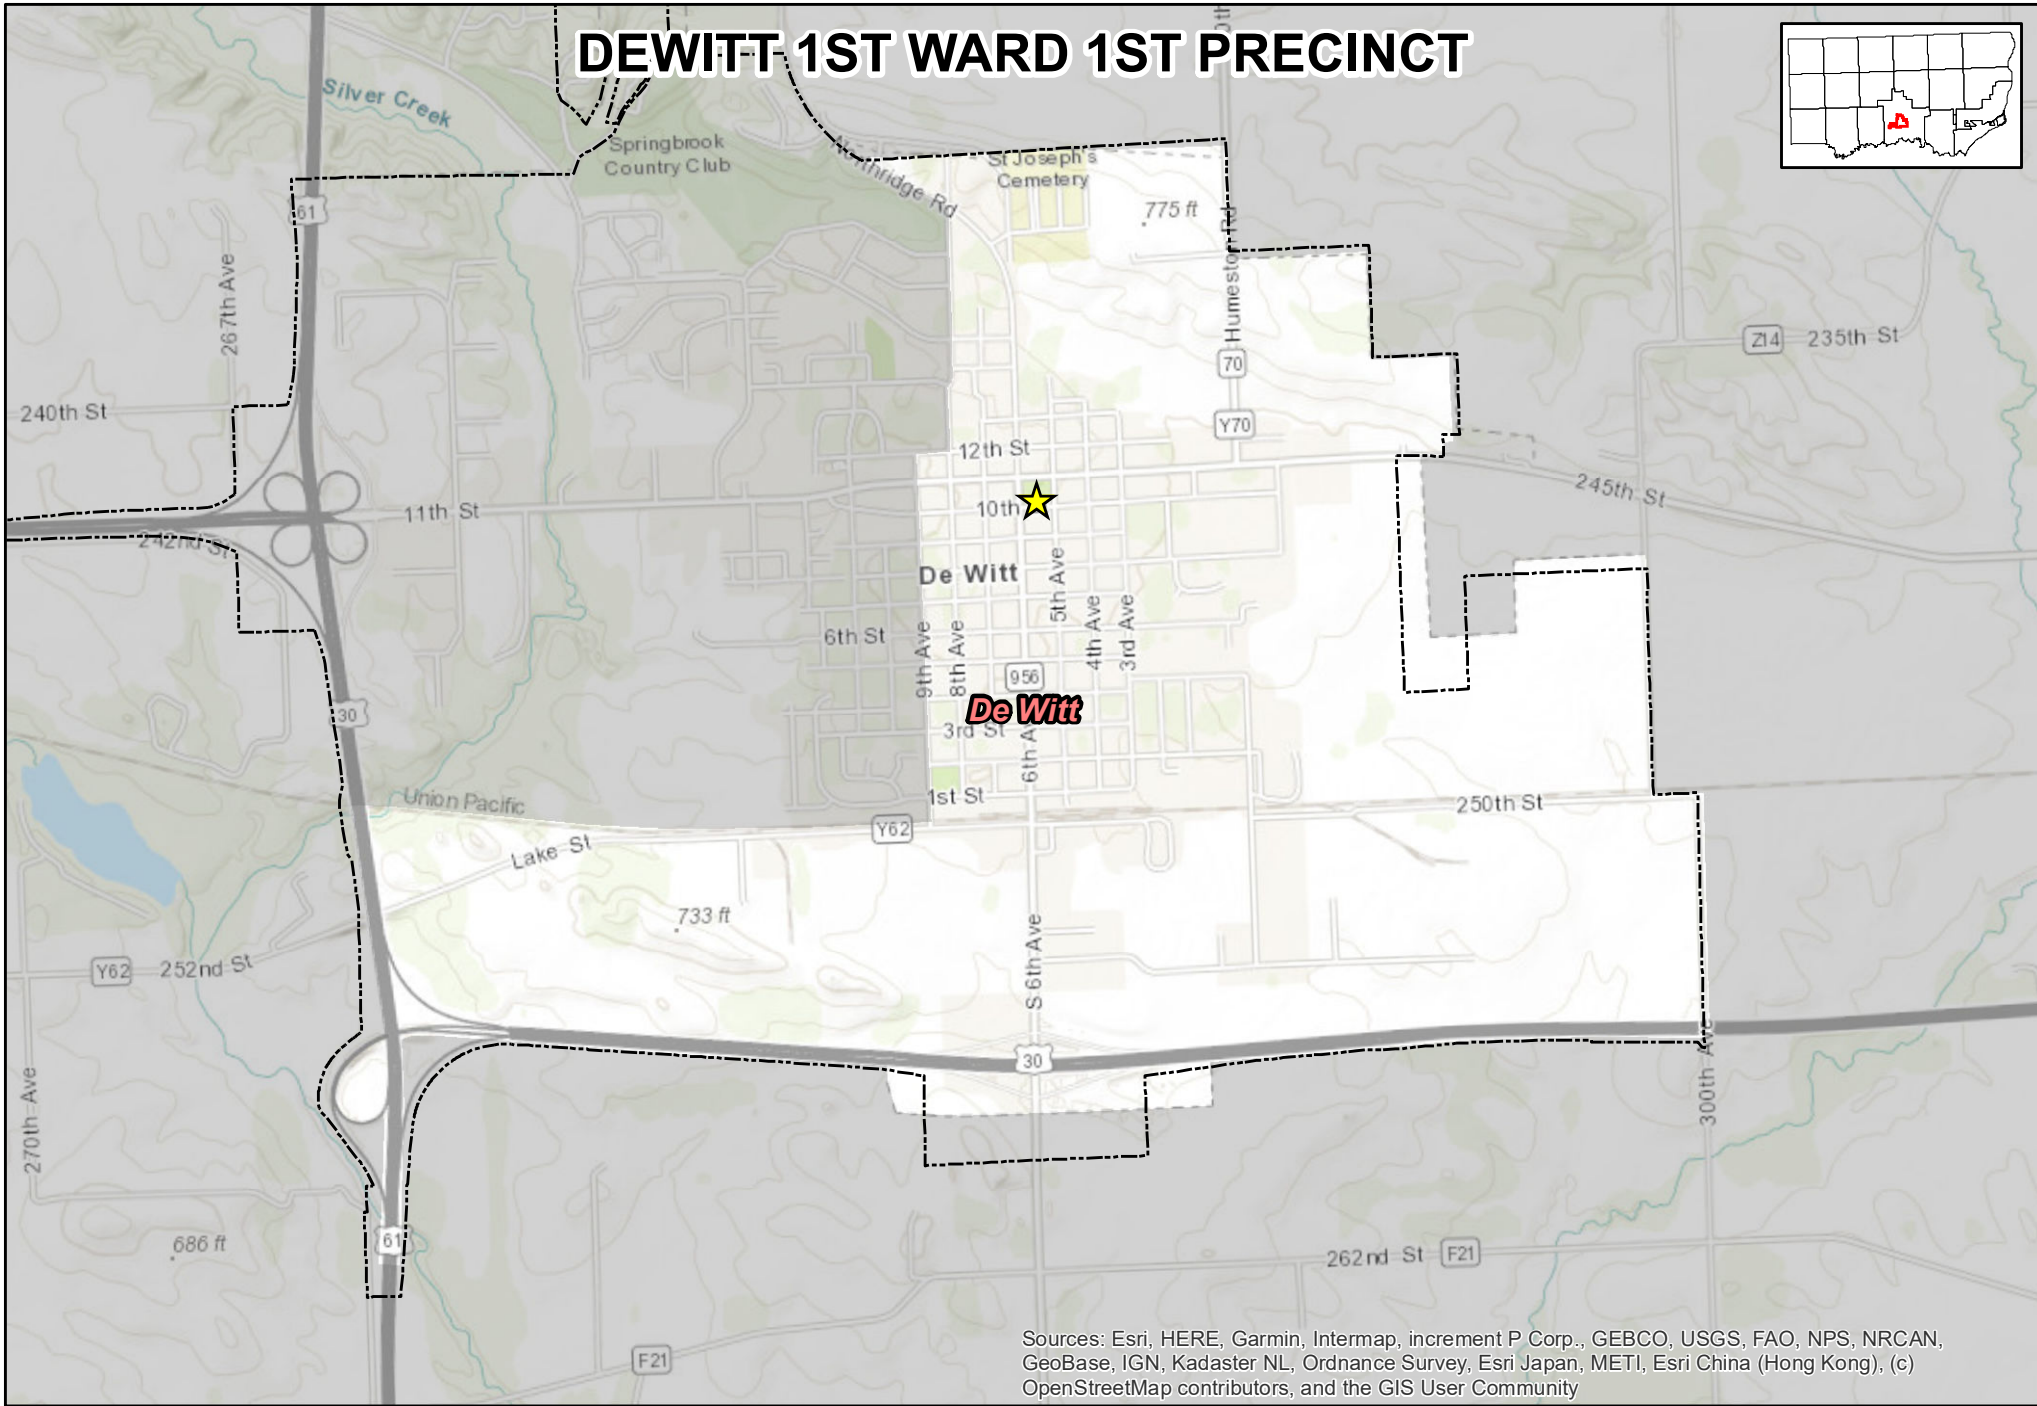 DEWITT 1ST WARD 1ST PRECINCT
Silver Creek
Springbrook
Country Club
Northridge Rd
St Joseph's
Cemetery
775 ft
61
267th Ave
Humeston Rd
70
Z14
235th St
240th St
Y70
12th St
245th St
11th St
10th
242nd St
De Witt
5th Ave
6th St
9th Ave
8th Ave
4th Ave
3rd Ave
956
De Witt
30
3rd St
6th A
Union Pacific
1st St
250th St
Y62
Lake St
733 ft
S 6th Ave
Y62
252nd St
30
270th Ave
300th Ave
61
686 ft
262nd St
F21
F21
Sources: Esri, HERE, Garmin, Intermap, increment P Corp., GEBCO, USGS, FAO, NPS, NRCAN,
GeoBase, IGN, Kadaster NL, Ordnance Survey, Esri Japan, METI, Esri China (Hong Kong), (c)
OpenStreetMap contributors, and the GIS User Community